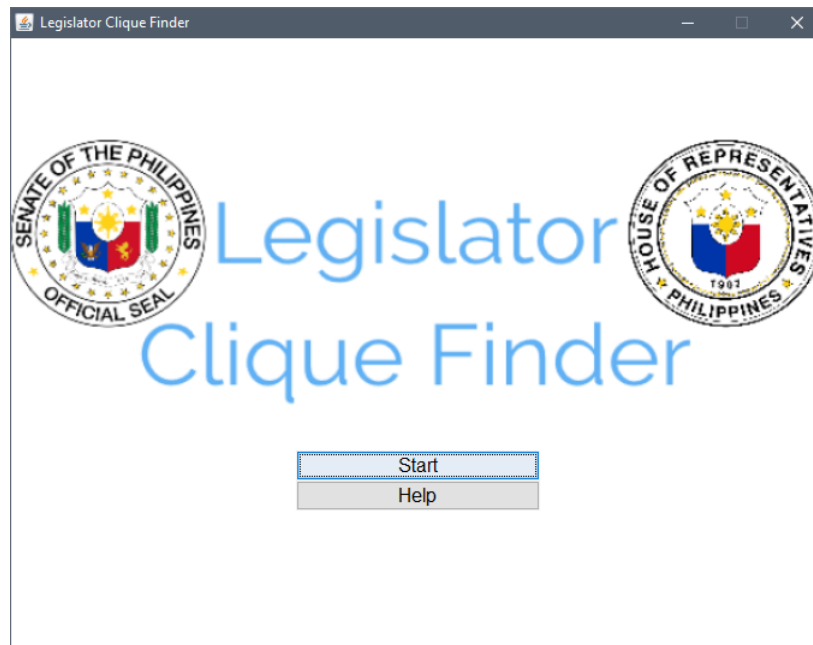 Legislator Clique Finder
SENATE OF THE PHILIPPINES
OFFICIAL SEAL
HOUSE OF REPRESENTATIVES
1907
PHILIPPINES
Legislator
Clique Finder
Start
Help